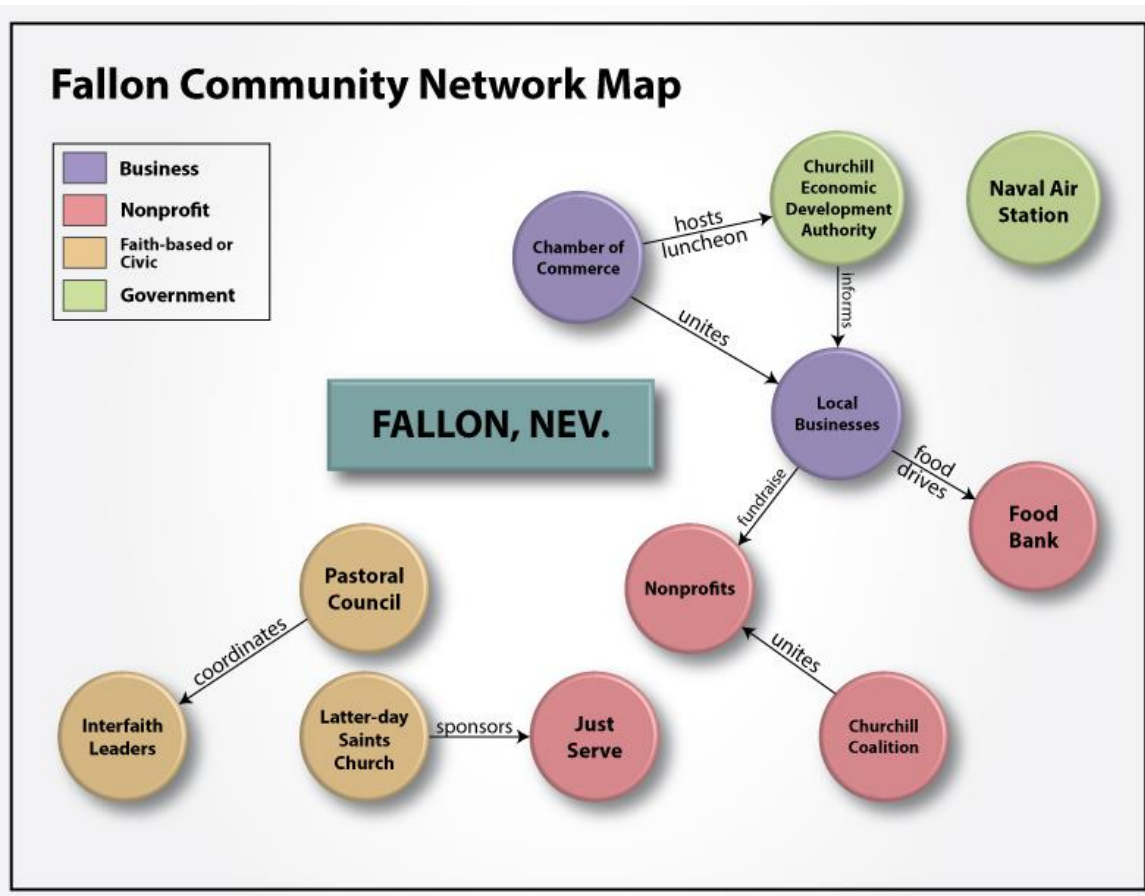 Fallon Community Network Map
Business
Nonprofit
Faith-based or
Civic
Government
Chamber of
Commerce
hosts
luncheon
Churchill
Economic
Development
Authority
Naval Air
Station
unites
informs
Local
Businesses
FALLON, NEV.
food
drives
fundraise
Food
Bank
Nonprofits
Pastoral
Council
coordinates
unites
Interfaith
Leaders
Latter-day
Saints
Church
sponsors
Just
Serve
Churchill
Coalition